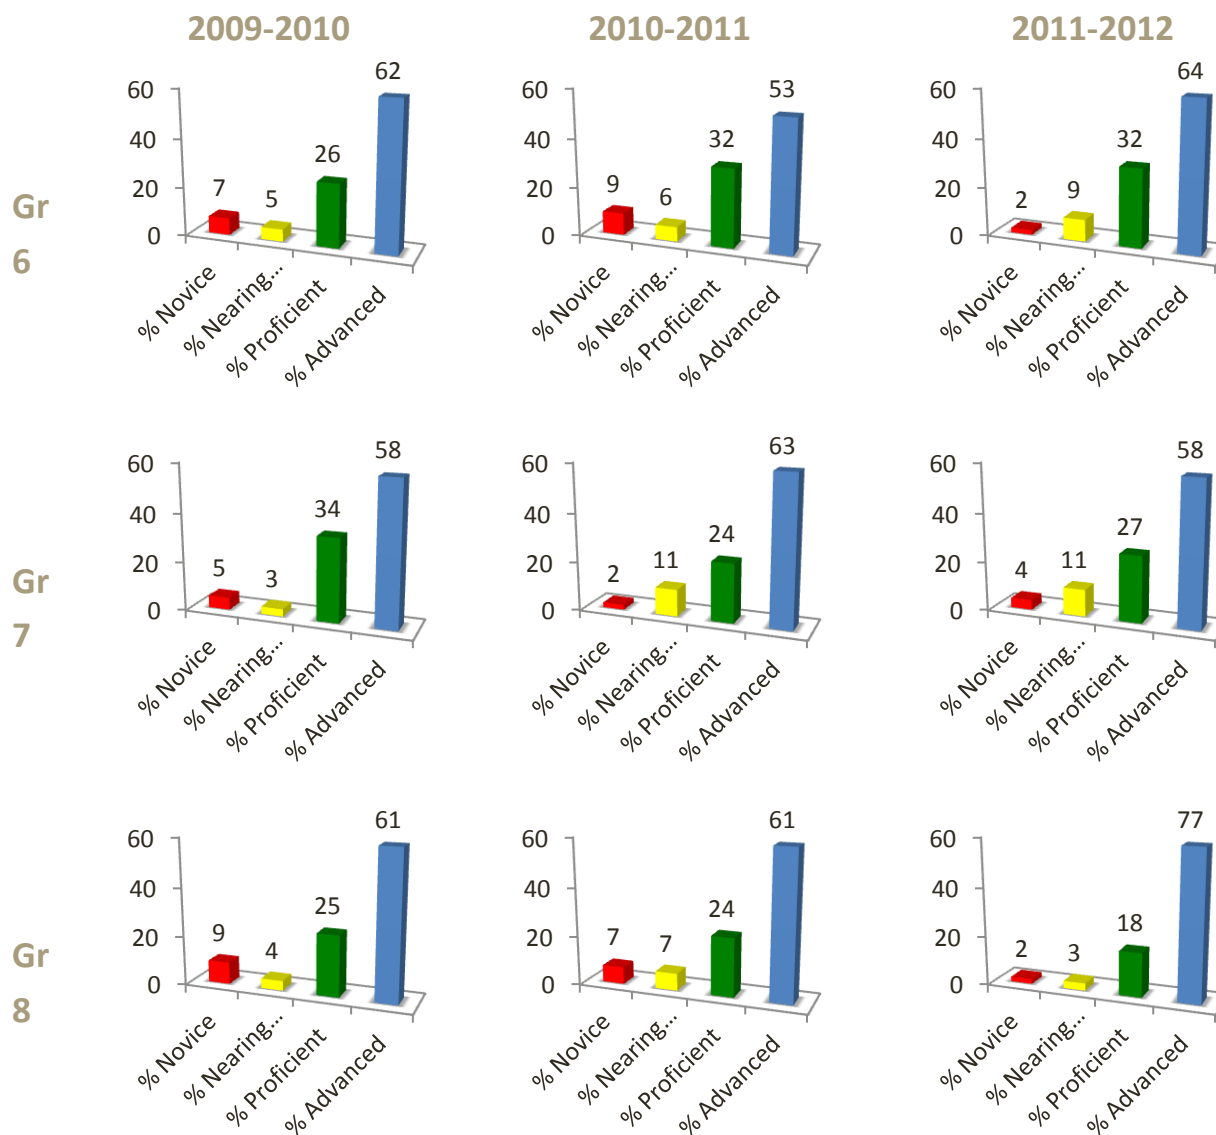 2009-2010 2010-2011 2011-2012
Gr
6
60
40
20
0
7
5
26
62
% Novice
% Nearing...
% Proficient
% Advanced
60
40
20
0
9
6
32
53
% Novice
% Nearing...
% Proficient
% Advanced
60
40
20
0
2
9
32
64
% Novice
% Nearing...
% Proficient
% Advanced
Gr
7
60
40
20
0
5
3
34
58
% Novice
% Nearing...
% Proficient
% Advanced
60
40
20
0
2
11
24
63
% Novice
% Nearing...
% Proficient
% Advanced
60
40
20
0
4
11
27
58
% Novice
% Nearing...
% Proficient
% Advanced
Gr
8
60
40
20
0
9
4
25
61
% Novice
% Nearing...
% Proficient
% Advanced
60
40
20
0
7
7
24
61
% Novice
% Nearing...
% Proficient
% Advanced
60
40
20
0
2
3
18
77
% Novice
% Nearing...
% Proficient
% Advanced